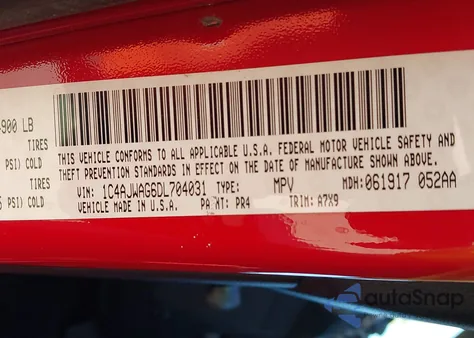 900 LB
TIRES
PSI) COLD
TIRES
PSI) COLD
THIS VEHICLE CONFORMS TO ALL APPLICABLE U.S.A. FEDERAL MOTOR VEHICLE SAFETY AND
THEFT PREVENTION STANDARDS IN EFFECT ON THE DATE OF MANUFACTURE SHOWN ABOVE.
VIN: 1C4AJWAG6DL704031 TYPE: MPV MDH: 061917 052AA
VEHICLE MADE IN U.S.A. PAINT: PR4 TRIM: A7X9
autoSnap